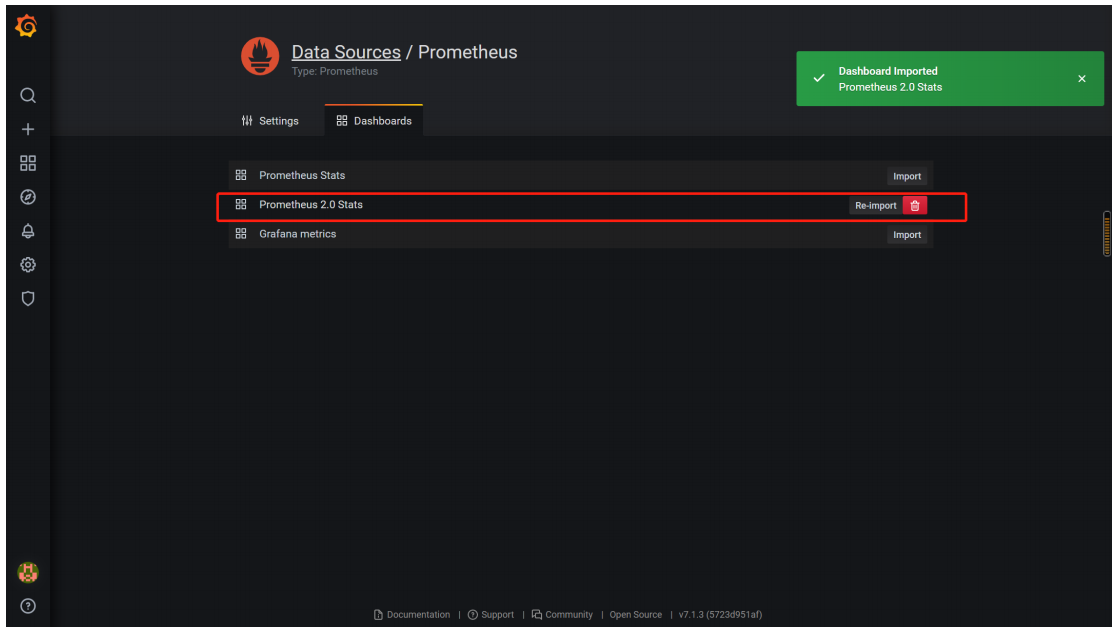 Data Sources / Prometheus
Type: Prometheus
Dashboard Imported
Prometheus 2.0 Stats
Settings
Dashboards
Prometheus Stats
Import
Prometheus 2.0 Stats
Re-import
Grafana metrics
Import
Documentation | Support | Community | Open Source | v7.1.3 (5723d951af)